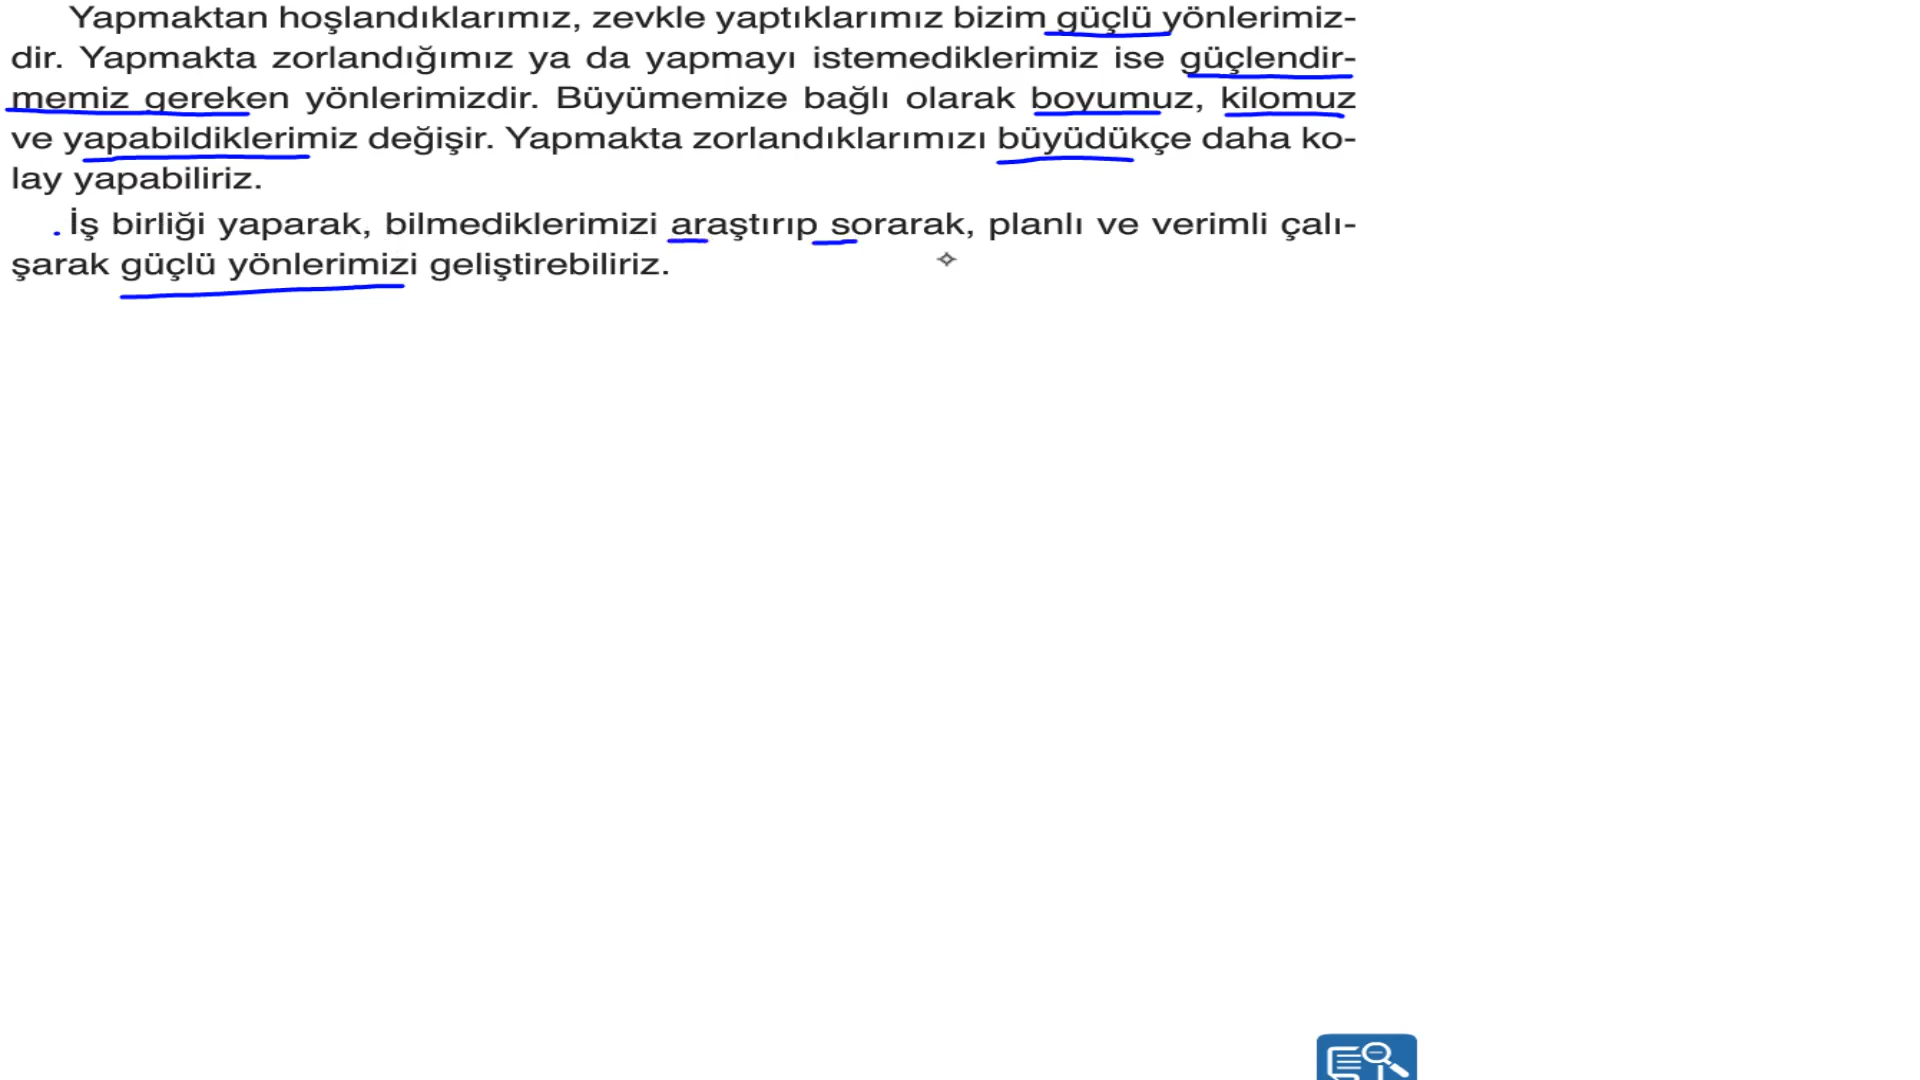 Yapmaktan hoşlandıklarımız, zevkle yaptıklarımız bizim güçlü yönlerimiz-
dir. Yapmakta zorlandığımız ya da yapmayı istemediklerimiz ise güçlendir-
memiz gereken yönlerimizdir. Büyümemize bağlı olarak boyumuz, kilomuz
ve yapabildiklerimiz değişir. Yapmakta zorlandıklarımızı büyüdükçe daha ko-
lay yapabiliriz.
İş birliği yaparak, bilmediklerimizi araştırıp sorarak, planlı ve verimli çalı-
şarak güçlü yönlerimizi geliştirebiliriz.